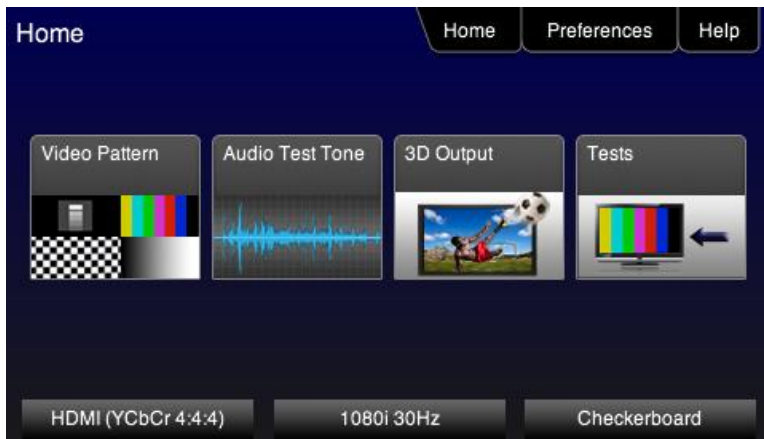 Home
Home Preferences Help
Video Pattern Audio Test Tone 3D Output Tests
HDMI (YCbCr 4:4:4) 1080i 30Hz Checkerboard